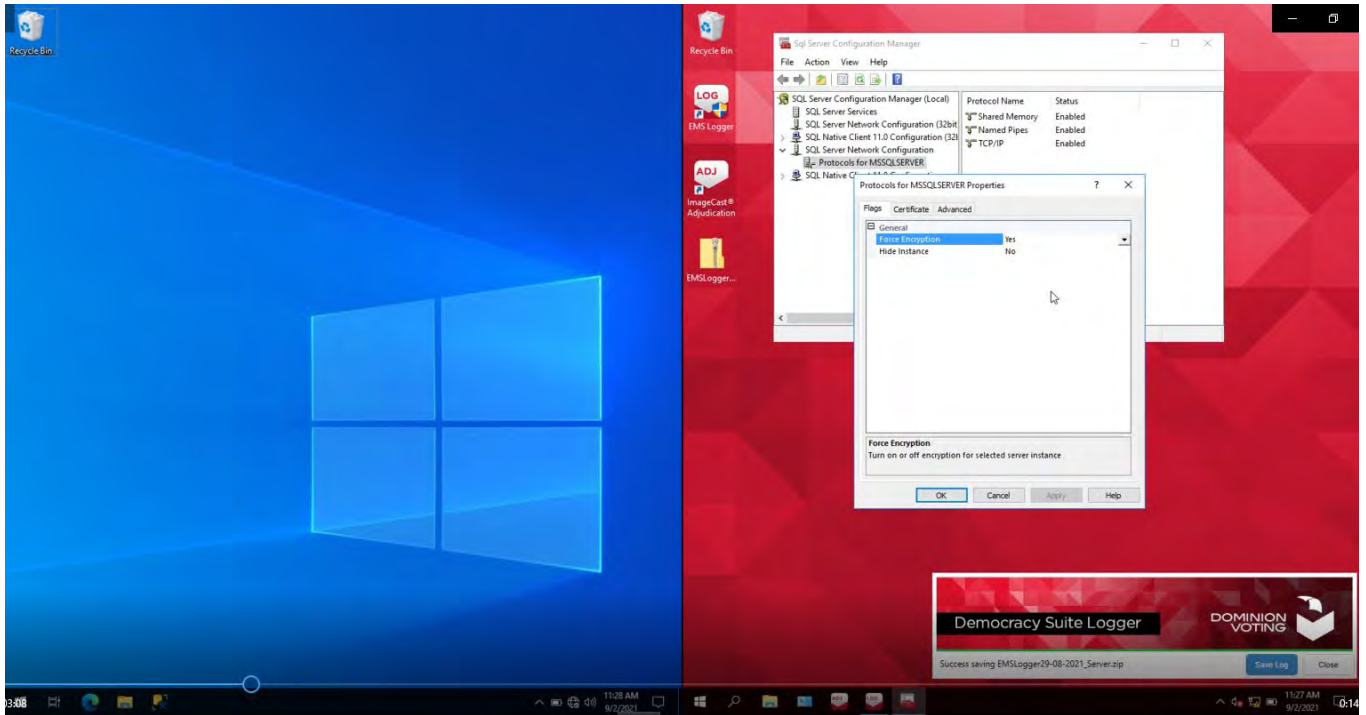 Recycle Bin
Recycle Bin
LOG
EMS Logger
ADJ
ImageCast®
Adjudication
EMSLogger...
Sql Server Configuration Manager
File Action View Help
SQL Server Configuration Manager (Local)
SQL Server Services
SQL Server Network Configuration (32bit
SQL Native Client 11.0 Configuration (32
SQL Server Network Configuration
Protocols for MSSQLSERVER
SQL Native
Protocol Name Status
Shared Memory Enabled
Named Pipes Enabled
TCP/IP Enabled
Protocols for MSSQLSERVER Properties ?
Flags Certificate Advanced
General
Force Encryption Yes
Hide Instance No
Force Encryption
Turn on or off encryption for selected server instance
OK Cancel Apply Help
Democracy Suite Logger
DOMINION
VOTING
Success saving EMSLogger29-08-2021_Server.zip
Save Log Close
11:28 AM
9/2/2021
11:27 AM
9/2/2021
0:14